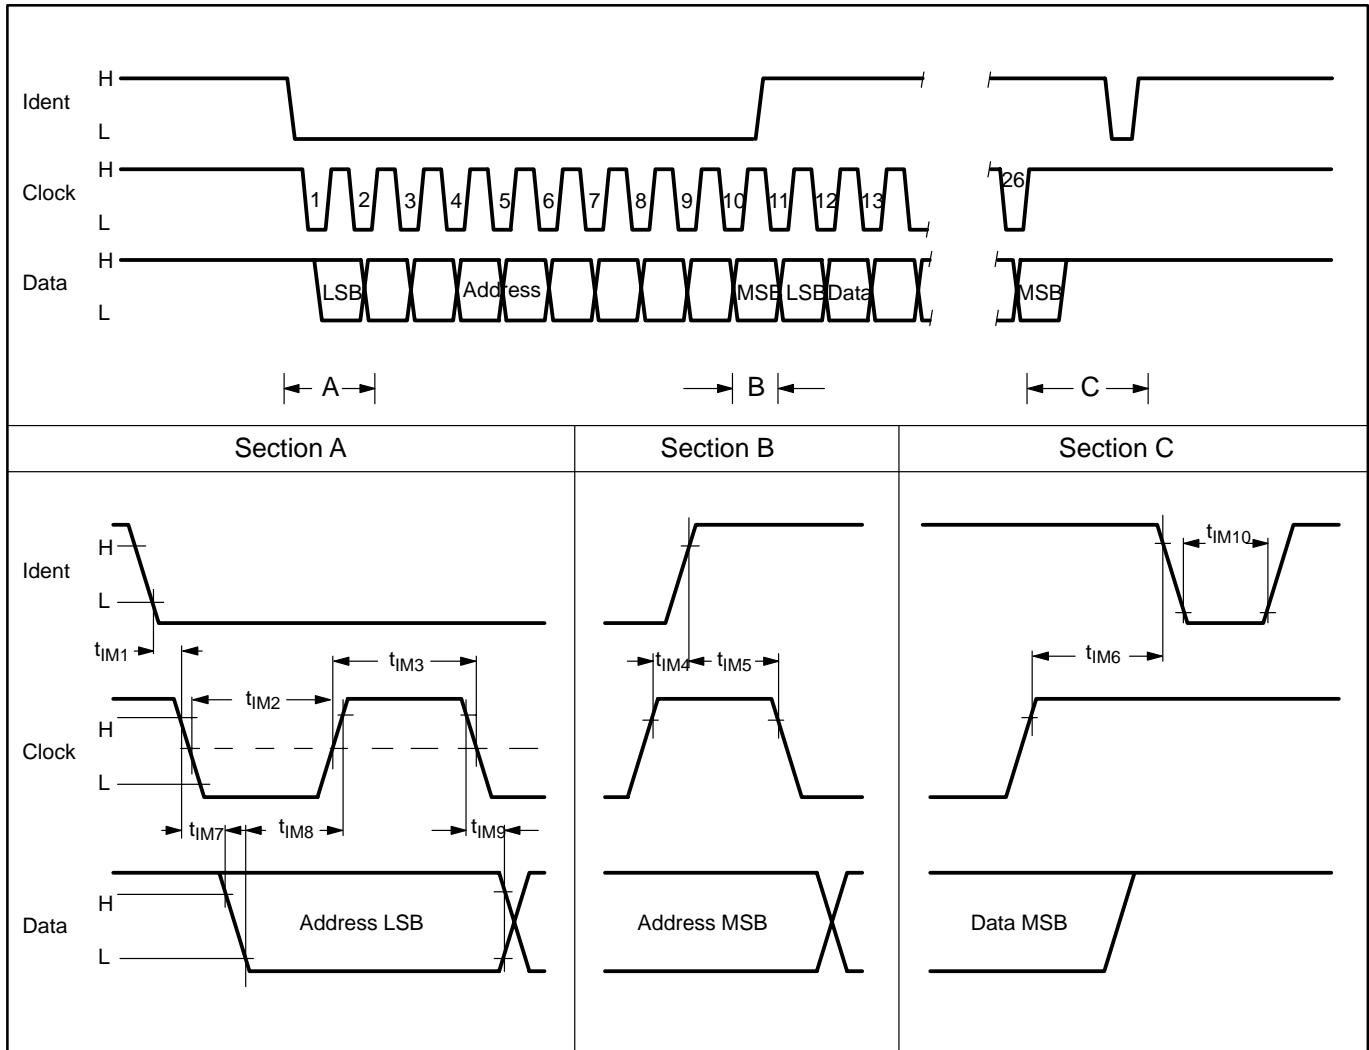 H
Ident
L
H
1 2 3 4 5 6 7 8 9 10 11 12 13 26
Clock
L
H
Data
LSB Address MSB LSB Data MSB
L
A B C
Section A Section B Section C
H
Ident
L
tIM1 tIM3
tIM2
H
Clock
L
tIM7 tIM8 tIM9
H
Data
Address LSB
L
tIM4 tIM5
Address MSB
tIM10
tIM6
Data MSB